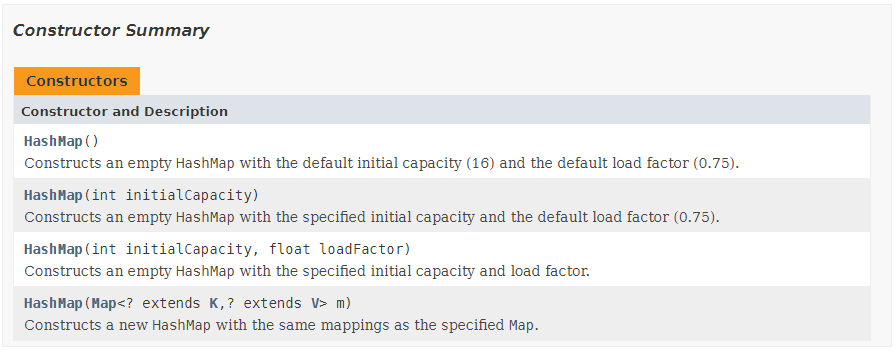 Constructor Summary
Constructors
Constructor and Description
HashMap()
Constructs an empty HashMap with the default initial capacity (16) and the default load factor (0.75).
HashMap(int initialCapacity)
Constructs an empty HashMap with the specified initial capacity and the default load factor (0.75).
HashMap(int initialCapacity, float loadFactor)
Constructs an empty HashMap with the specified initial capacity and load factor.
HashMap(Map<? extends K,? extends V> m)
Constructs a new HashMap with the same mappings as the specified Map.